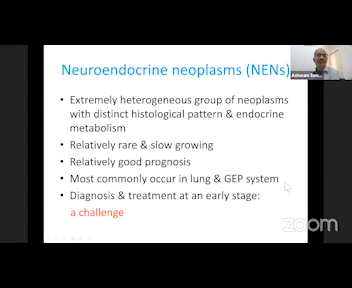 Neuroendocrine neoplasms (NENs)
• Extremely heterogeneous group of neoplasms
with distinct histological pattern & endocrine
metabolism
• Relatively rare & slow growing
• Relatively good prognosis
• Most commonly occur in lung & GEP system
• Diagnosis & treatment at an early stage:
a challenge
zoom